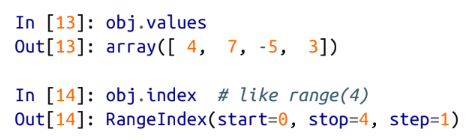 In [13]: obj.values
Out[13]: array([ 4,  7, -5,  3])
In [14]: obj.index  # like range(4)
Out[14]: RangeIndex(start=0, stop=4, step=1)